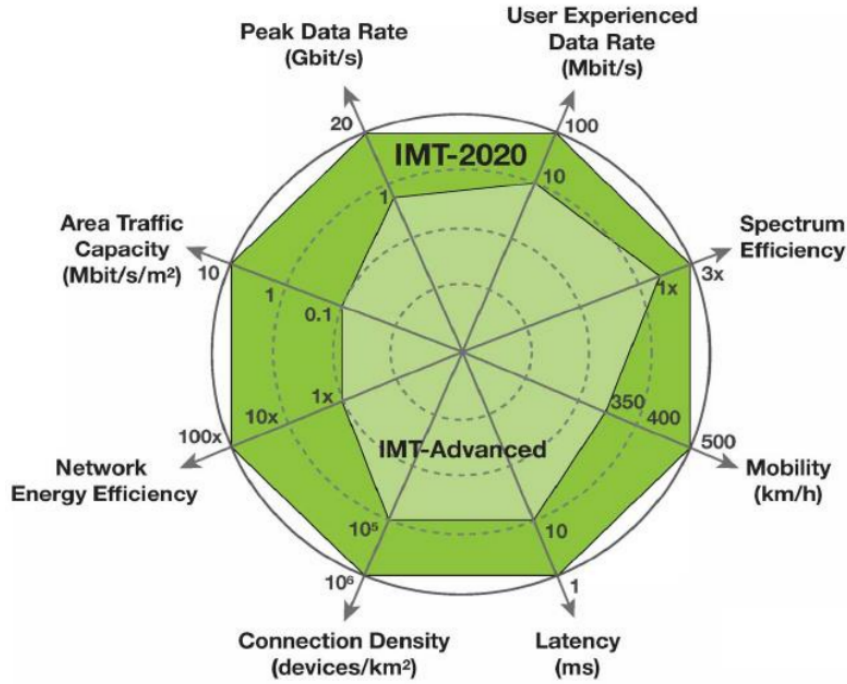 Peak Data Rate
(Gbit/s)
User Experienced
Data Rate
(Mbit/s)
20
100
IMT-2020
1
10
Area Traffic
Capacity
(Mbit/s/m²)
Spectrum
Efficiency
10
1
0.1
1x
3x
1x
10x
100x
350
400
500
IMT-Advanced
Network
Energy Efficiency
Mobility
(km/h)
10⁵
10
10⁶
1
Connection Density
(devices/km²)
Latency
(ms)